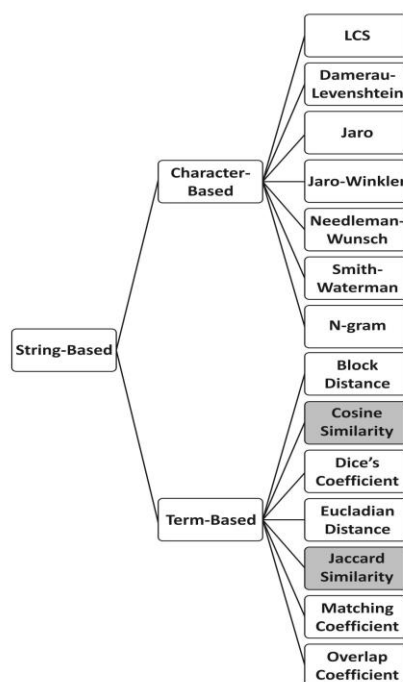 LCS
Damerau-
Levenshtein
Jaro
Character-
Based
Jaro-Winkler
Needleman-
Wunsch
Smith-
Waterman
N-gram
String-Based
Block
Distance
Cosine
Similarity
Dice's
Coefficient
Term-Based
Eucladian
Distance
Jaccard
Similarity
Matching
Coefficient
Overlap
Coefficient